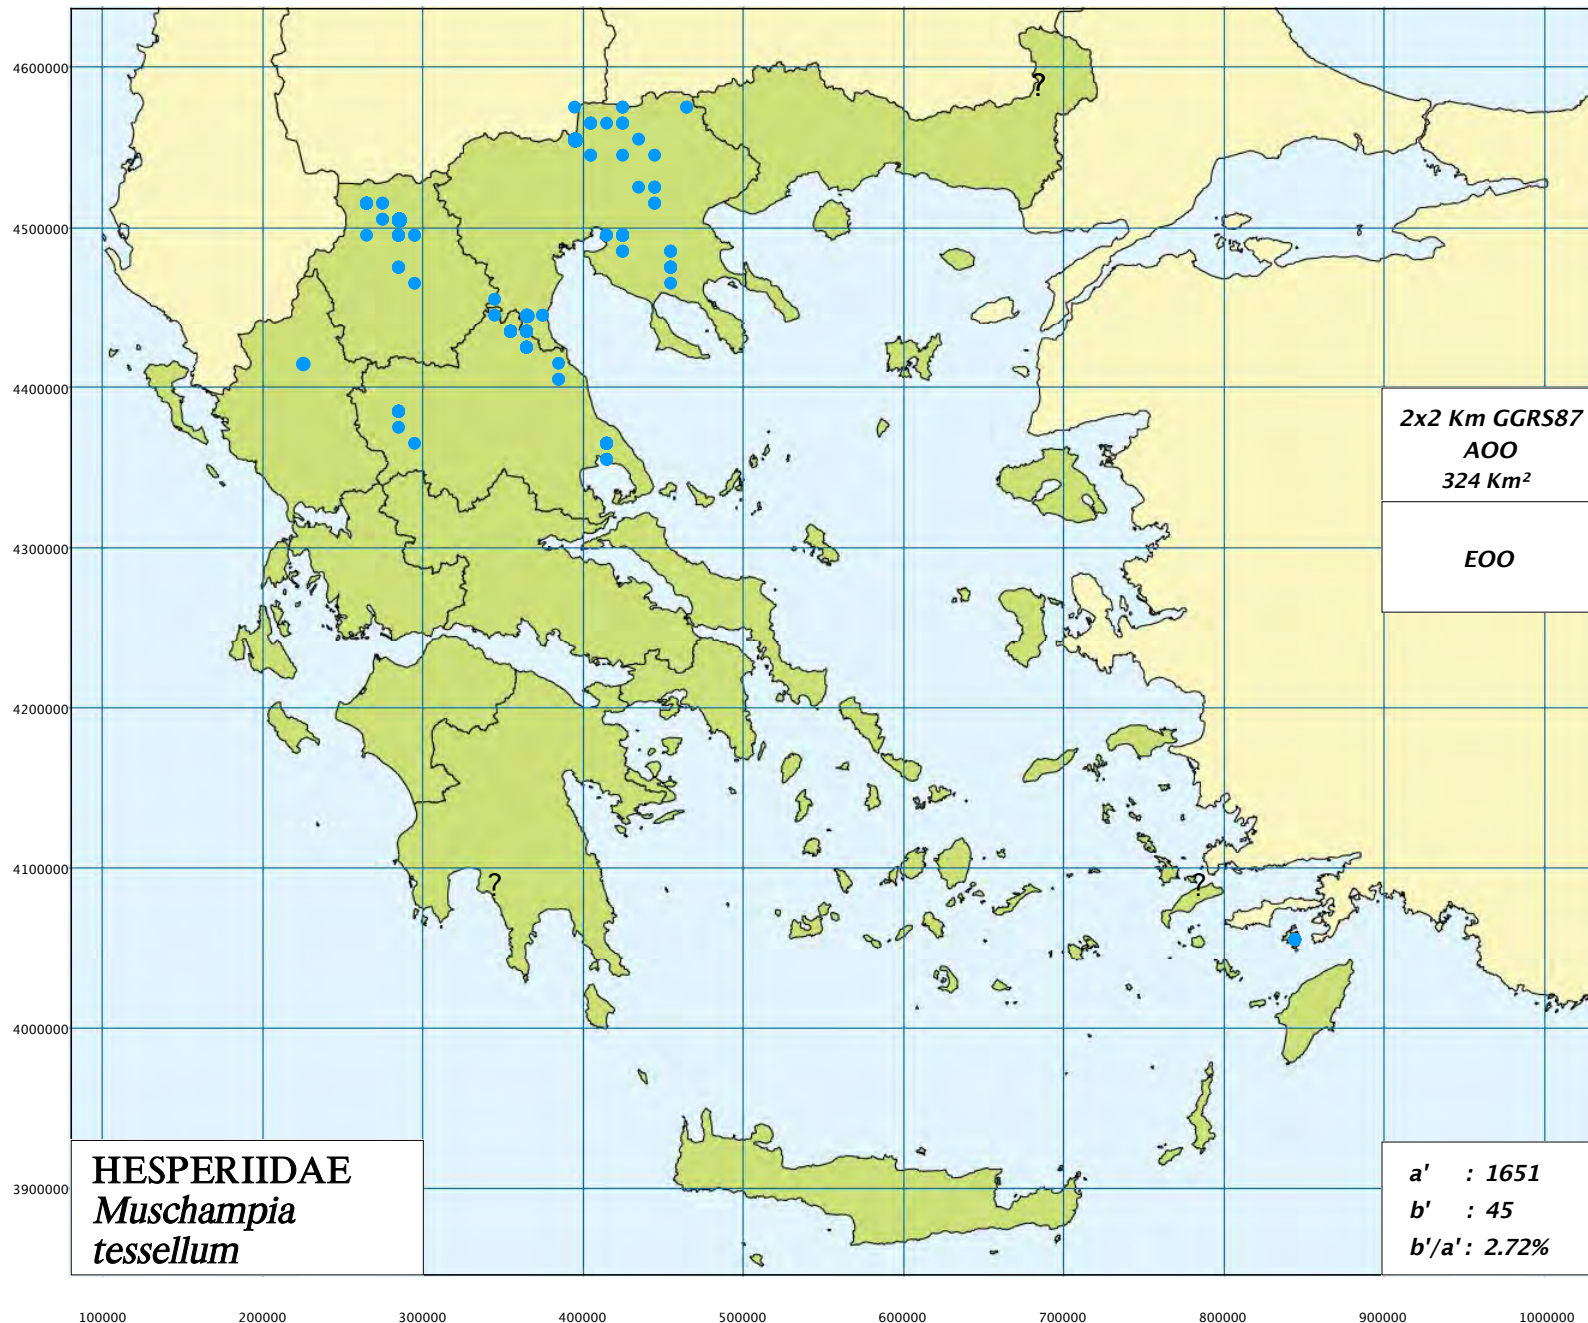 4600000
?
4500000
4400000
2x2 Km GGRS87
AOO
324 Km²
4300000
EOO
4200000
4100000
?
?
4000000
3900000
HESPERIIDAE
Muschampia
tessellum
a' : 1651
b' : 45
b'/a' : 2.72%
100000 200000 300000 400000 500000 600000 700000 800000 900000 1000000